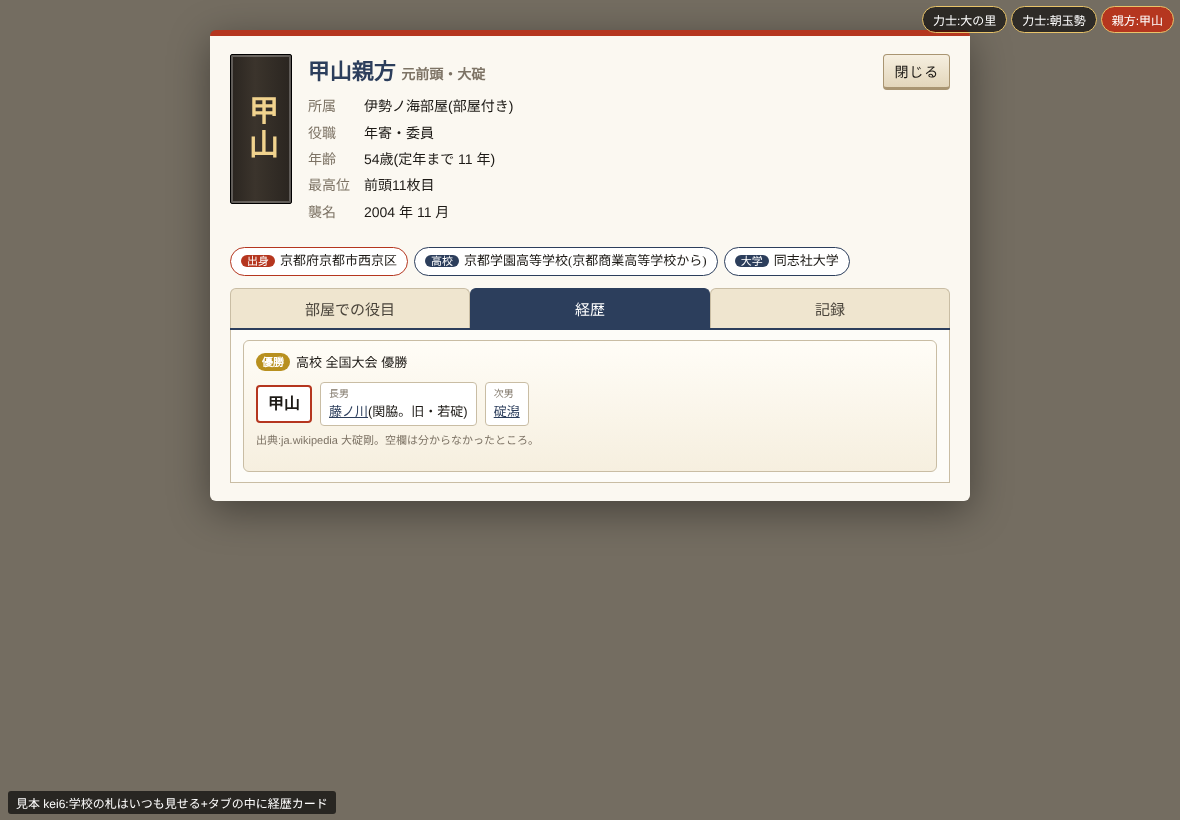 力士:大の里 力士:朝玉勢 親方:甲山
甲山
甲山親方 元前頭・大碇
閉じる
所属 伊勢ノ海部屋(部屋付き)
役職 年寄・委員
年齢 54歳(定年まで 11 年)
最高位 前頭11枚目
襲名 2004 年 11 月
出身 京都府京都市西京区 高校 京都学園高等学校(京都商業高等学校から) 大学 同志社大学
部屋での役目 経歴 記録
優勝 高校 全国大会 優勝
甲山
長男
藤ノ川(関脇。旧・若碇)
次男
碇潟
出典:ja.wikipedia 大碇剛。空欄は分からなかったところ。
見本 kei6:学校の札はいつも見せる+タブの中に経歴カード